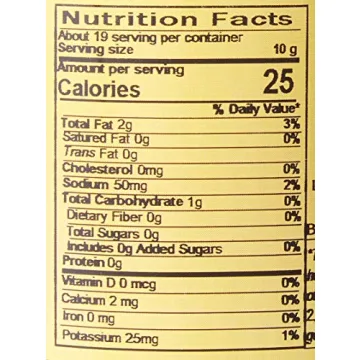 Nutrition Facts
About 19 serving per container
Serving size 10 g
Amount per serving
Calories 25
% Daily Value*
Total Fat 2g 3%
Satured Fat 0g 0%
Trans Fat 0g
Cholesterol 0mg 0%
Sodium 50mg 2%
Total Carbohydrate 1g 0%
Dietary Fiber 0g 0%
Total Sugars 0g
Includes 0g Added Sugars 0%
Protein 0g
Vitamin D 0 mcg 0%
Calcium 2 mg 0%
Iron 0 mg 0%
Potassium 25mg 1%